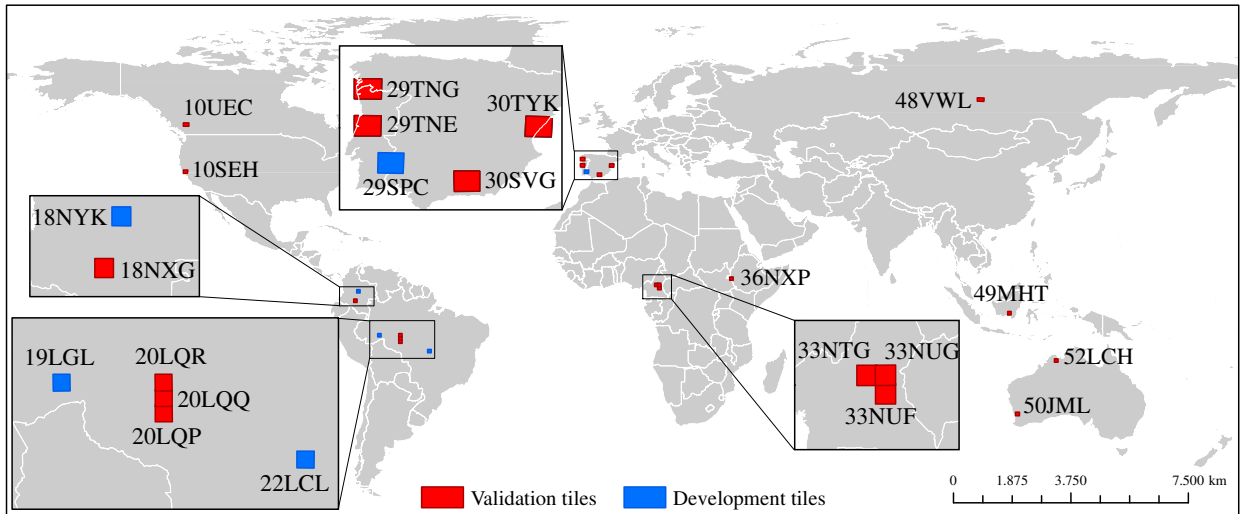 29TNG
30TYK
29TNE
29SPC
30SVG
10UEC
48VWL
10SEH
18NYK
18NXG
36NXP
49MHT
19LGL
20LQR
20LQQ
20LQP
22LCL
33NTG
33NUG
33NUF
52LCH
50JML
Validation tiles
Development tiles
0 1.875 3.750 7.500 km